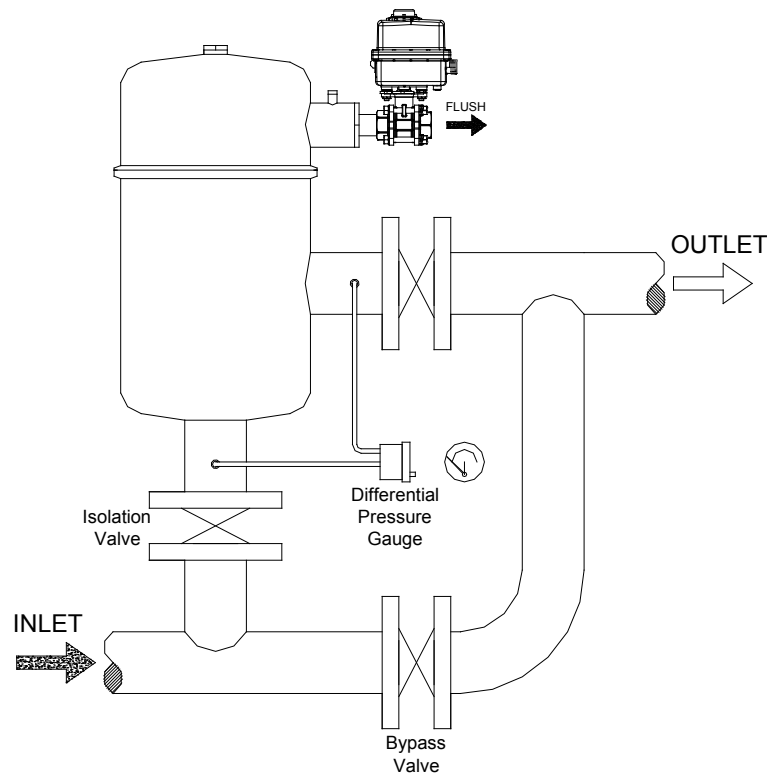 FLUSH
OUTLET
Isolation
Valve
Differential
Pressure
Gauge
INLET
Bypass
Valve